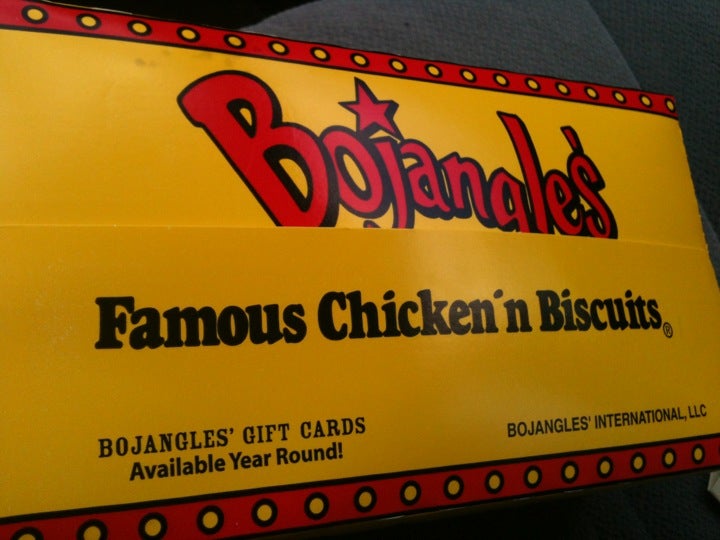 Bojangles'
Famous Chicken 'n Biscuits®
BOJANGLES' GIFT CARDS
Available Year Round!
BOJANGLES' INTERNATIONAL, LLC